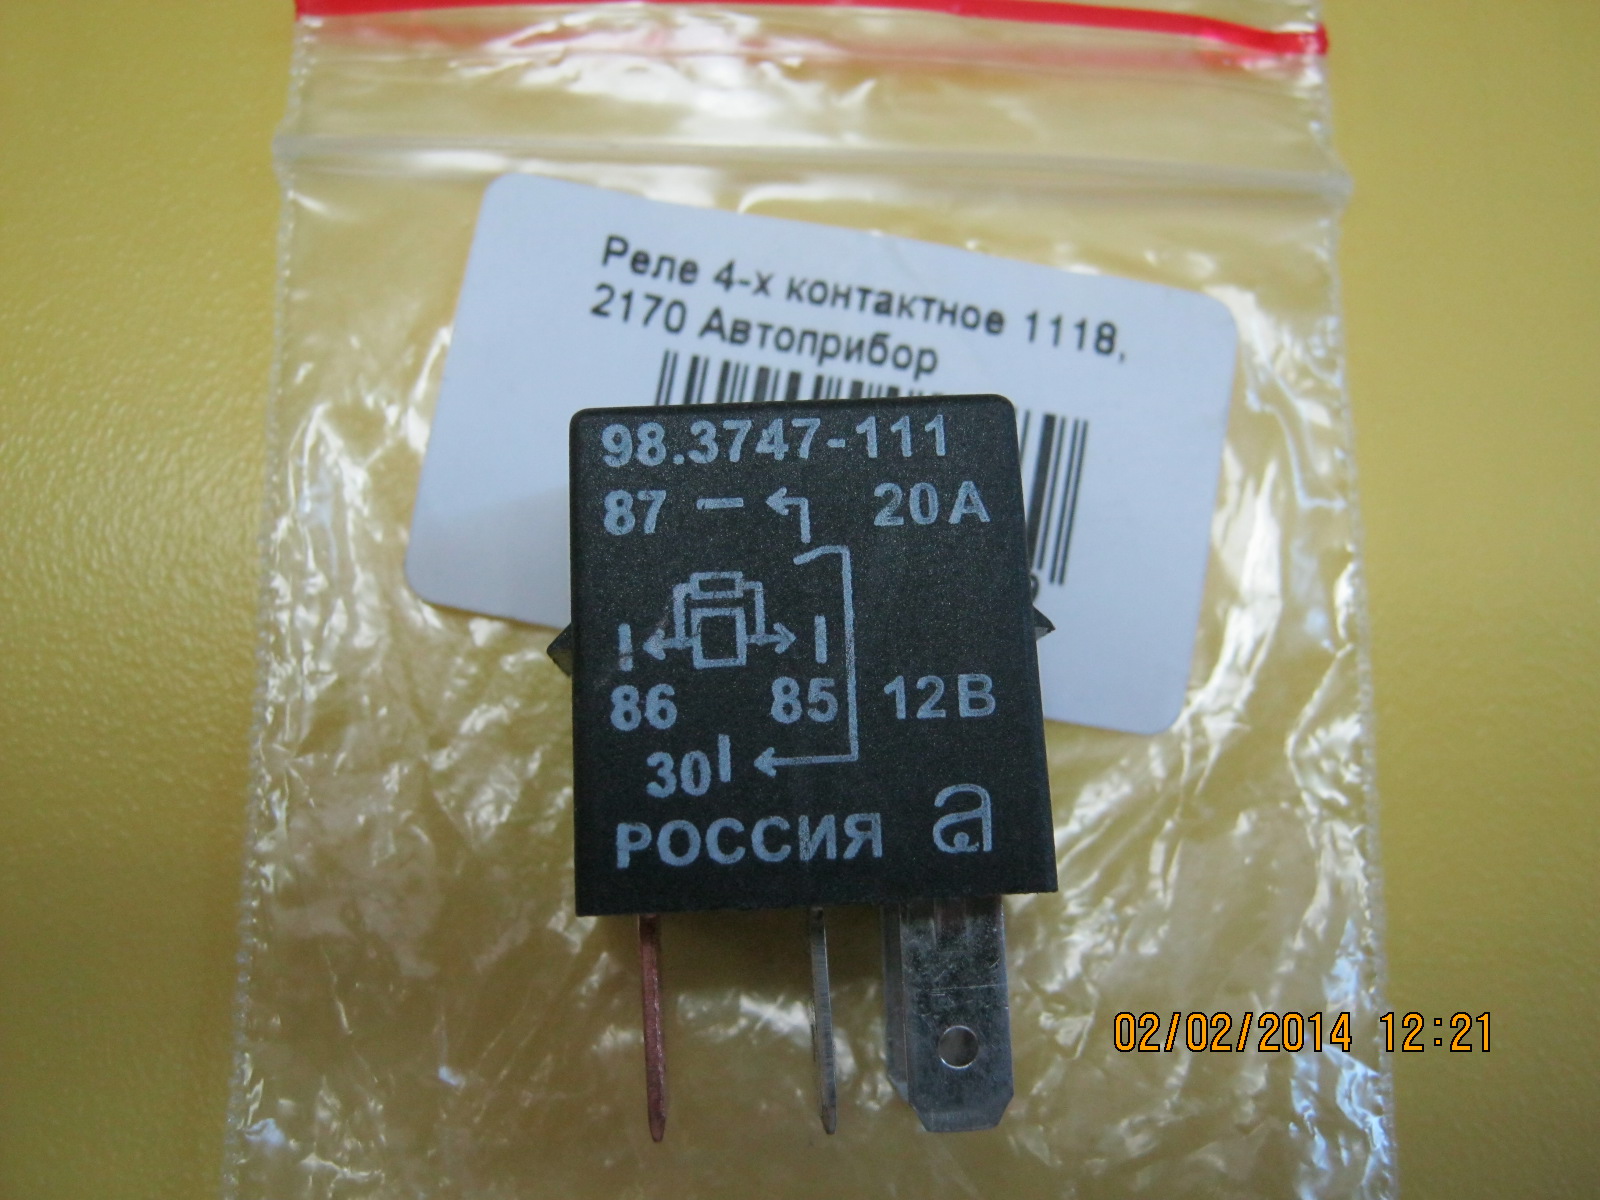 Реле 4-х контактное 1118,
2170 Автоприбор
98.3747-111
87 20А
86 85 12В
30
РОССИЯ а
02/02/2014 12:21